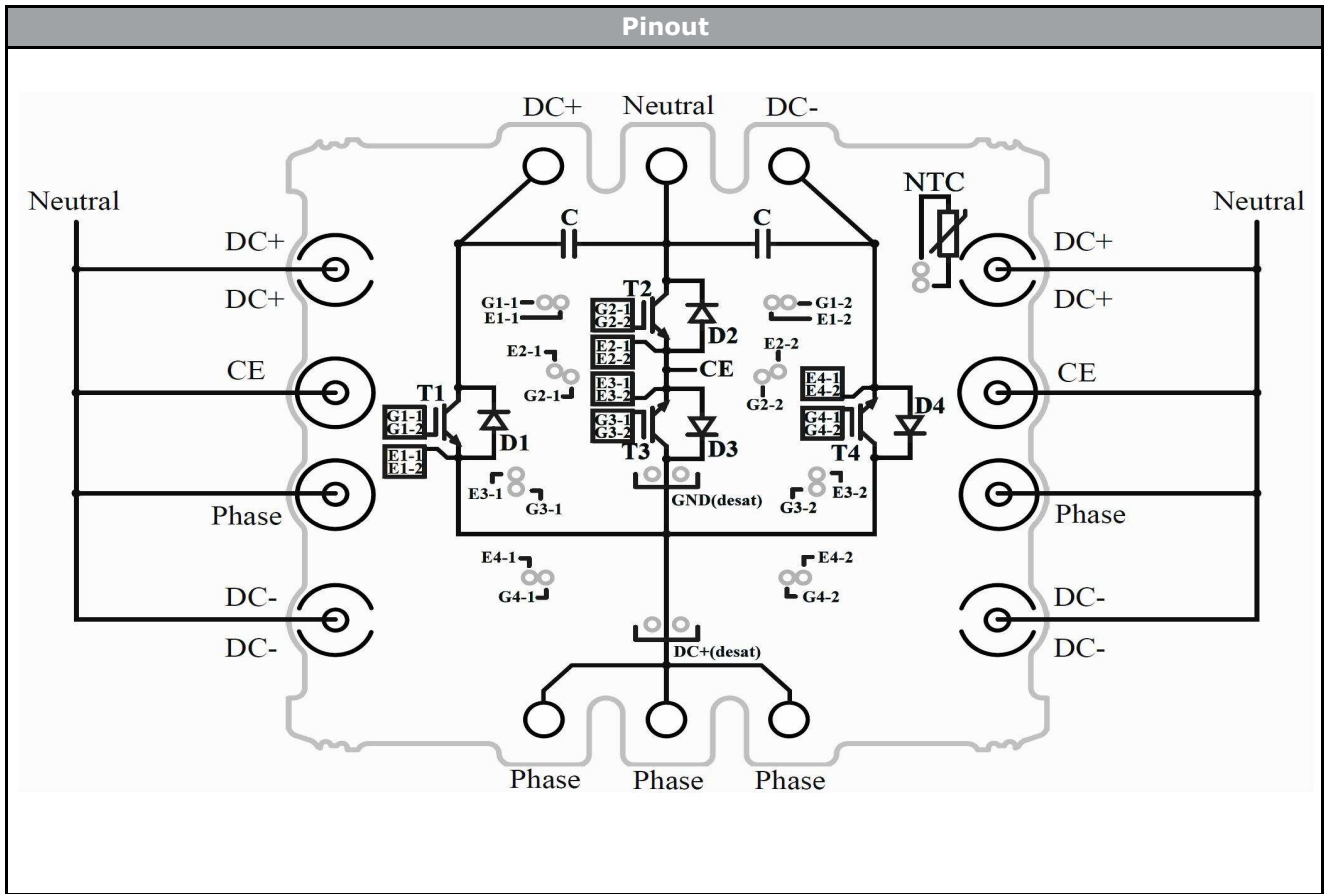 Pinout
DC+ Neutral DC-
NTC
Neutral Neutral
C C
DC+ DC+
DC+ DC+
T2
G1-1 G2-1 G1-2
E1-1 G2-2 E1-2
D2
E2-1 E2-1 E2-2
E2-2
CE CE CE
G2-1 E3-1 G2-2 E4-1
E3-2 E4-2
T1 D4
G1-1 G3-1 G4-1
G1-2 G3-2 G4-2
D1 T3 D3 T4
E1-1
E1-2
E3-1 E3-2
G3-1 GND(desat) G3-2
Phase Phase
E4-1 E4-2
G4-1 G4-2
DC- DC-
DC- DC-
DC+(desat)
Phase Phase Phase